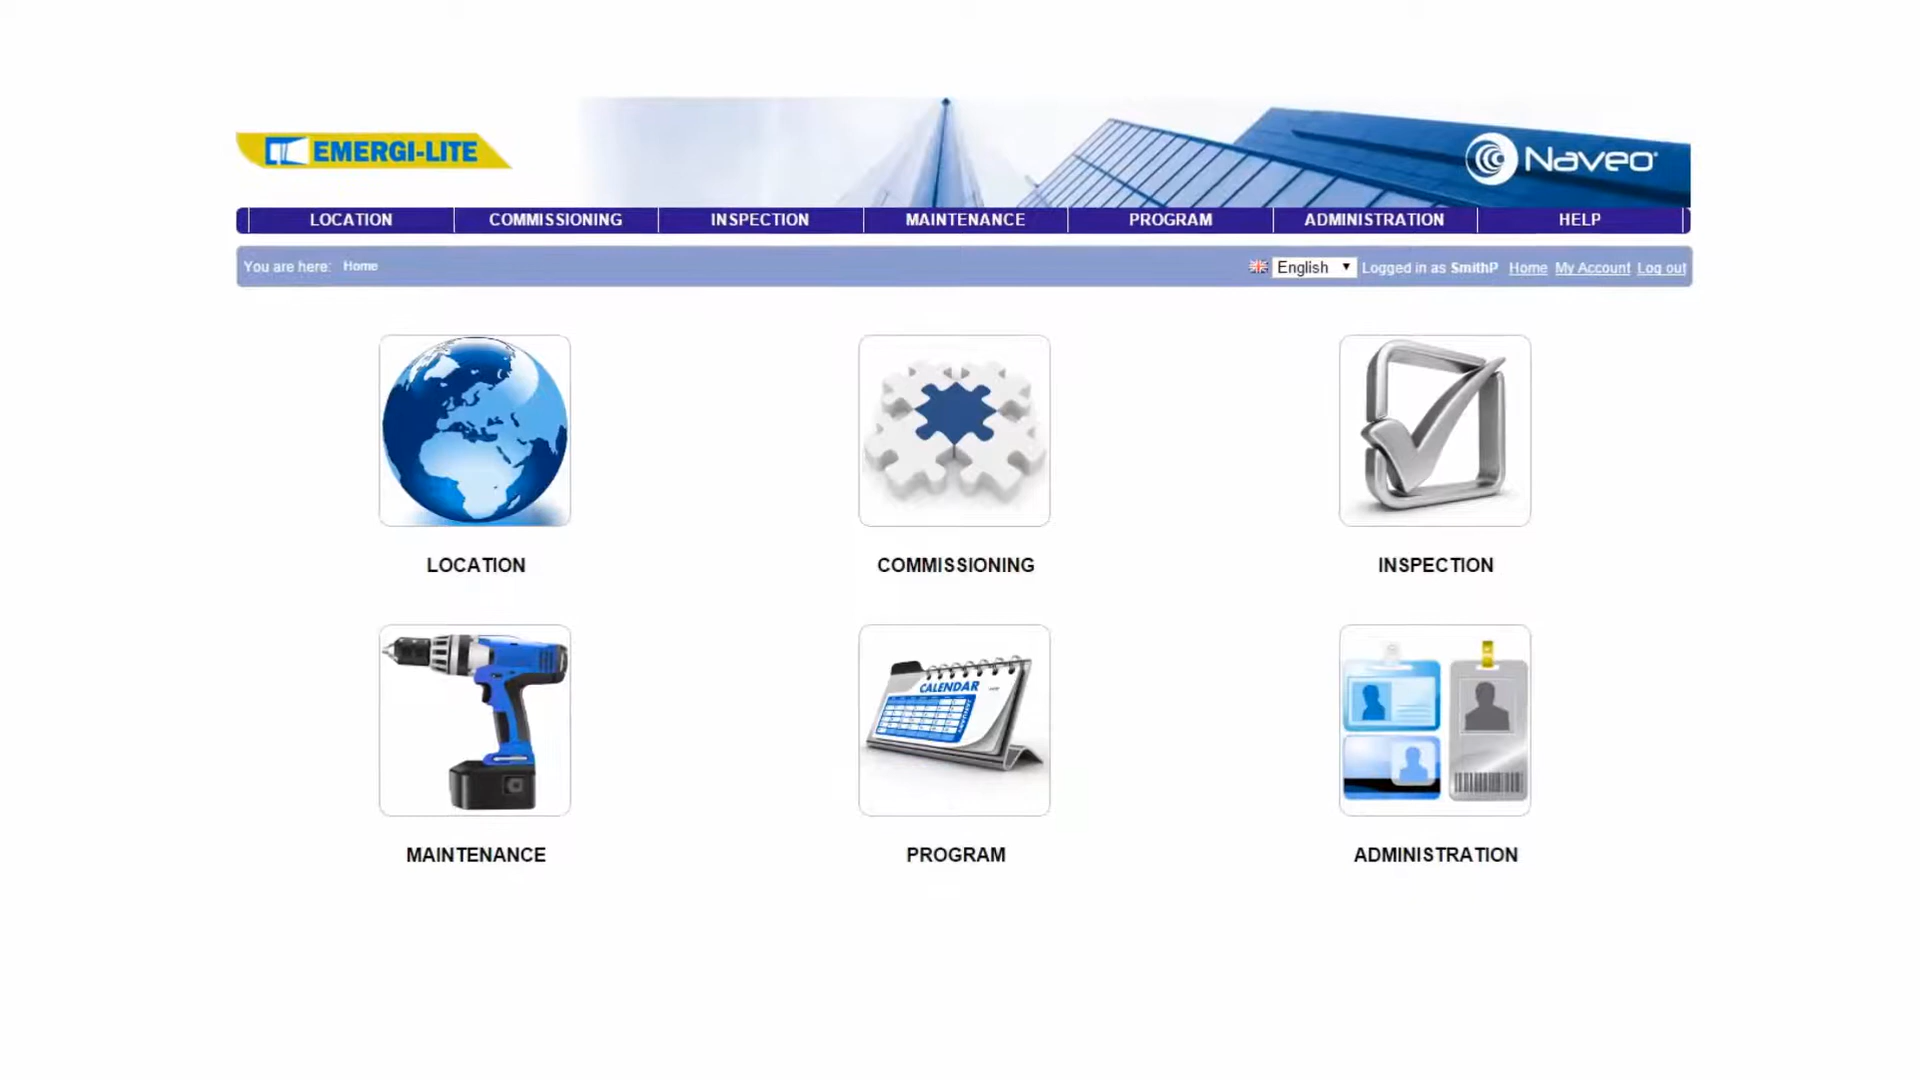 EMERGI-LITE
Naveo®
LOCATION COMMISSIONING INSPECTION MAINTENANCE PROGRAM ADMINISTRATION HELP
You are here: Home English Logged in as SmithP Home My Account Log out
LOCATION COMMISSIONING INSPECTION
CALENDAR
MAINTENANCE PROGRAM ADMINISTRATION